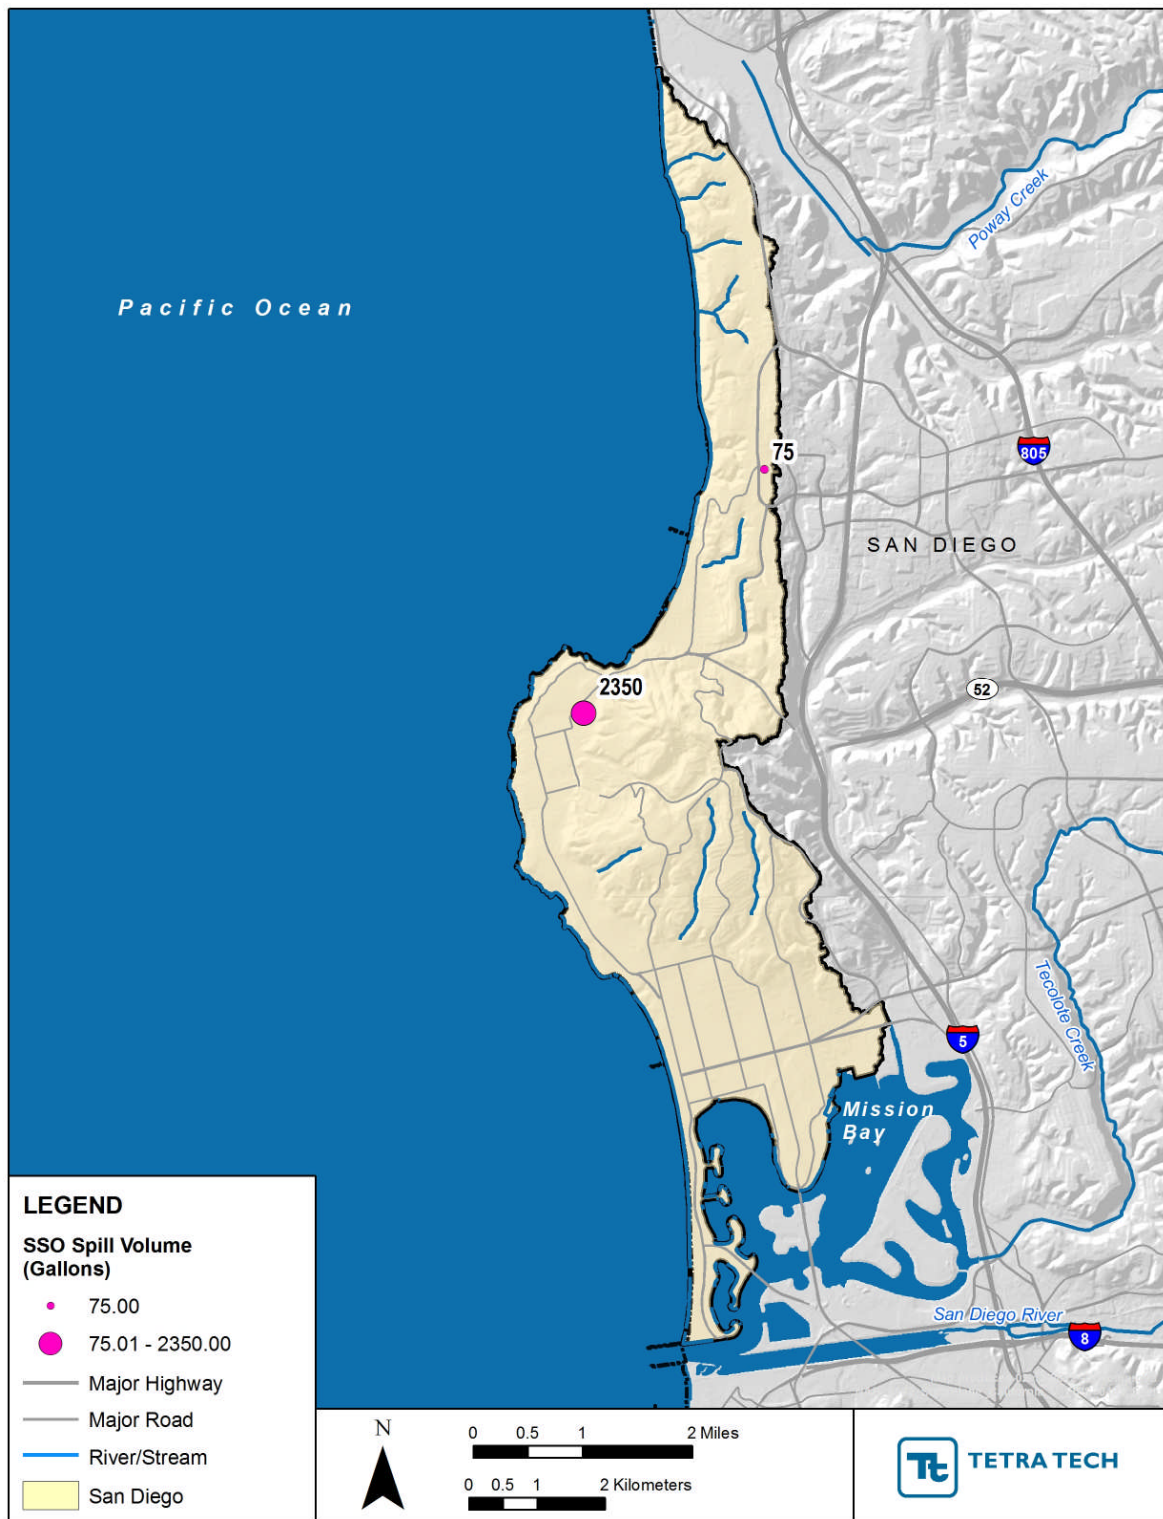 Poway Creek
Pacific Ocean
75
805
SAN DIEGO
2350
52
Tecolote Creek
5
Mission
Bay
San Diego River
8
LEGEND
SSO Spill Volume
(Gallons)
75.00
75.01 - 2350.00
Major Highway
Major Road
River/Stream
San Diego
N
0 0.5 1 2 Miles
0 0.5 1 2 Kilometers
Tt
TETRA TECH